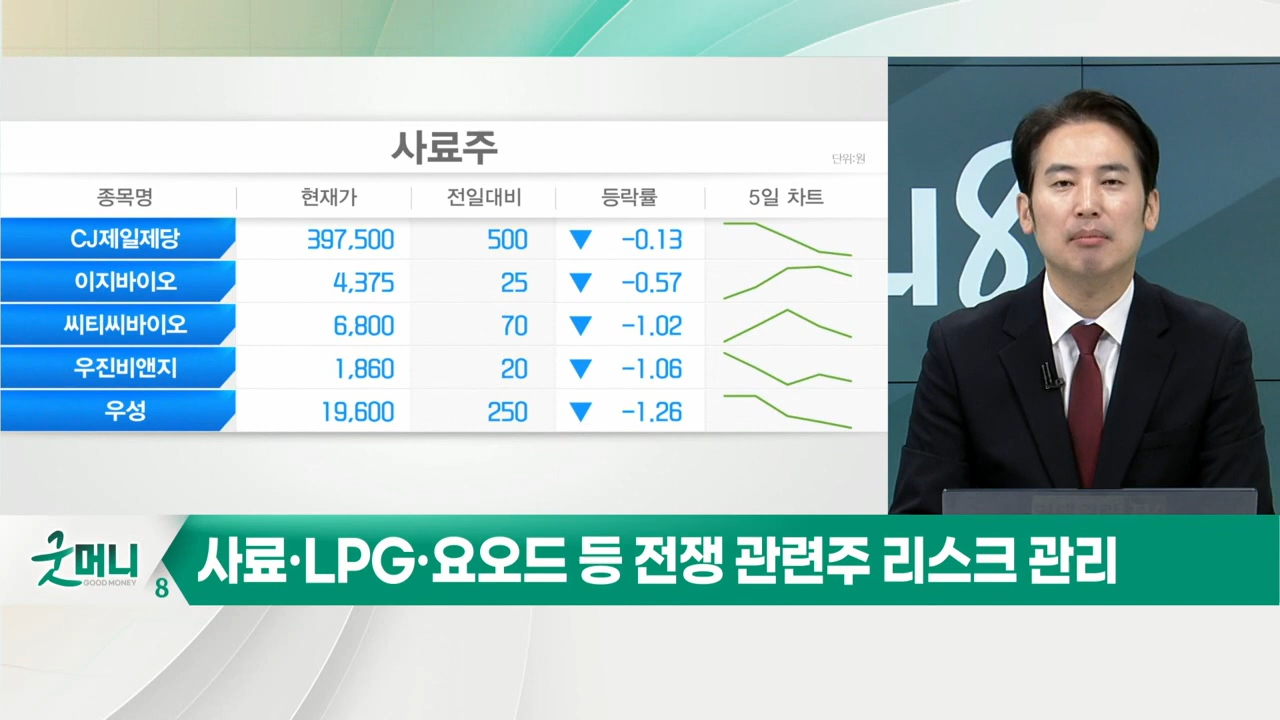 사료주
단위:원
종목명 현재가 전일대비 등락률 5일 차트
CJ제일제당 397,500 500 ▼ -0.13
이지바이오 4,375 25 ▼ -0.57
씨티씨바이오 6,800 70 ▼ -1.02
우진비앤지 1,860 20 ▼ -1.06
우성 19,600 250 ▼ -1.26
굿머니
GOOD MONEY
8
사료·LPG·요오드 등 전쟁 관련주 리스크 관리